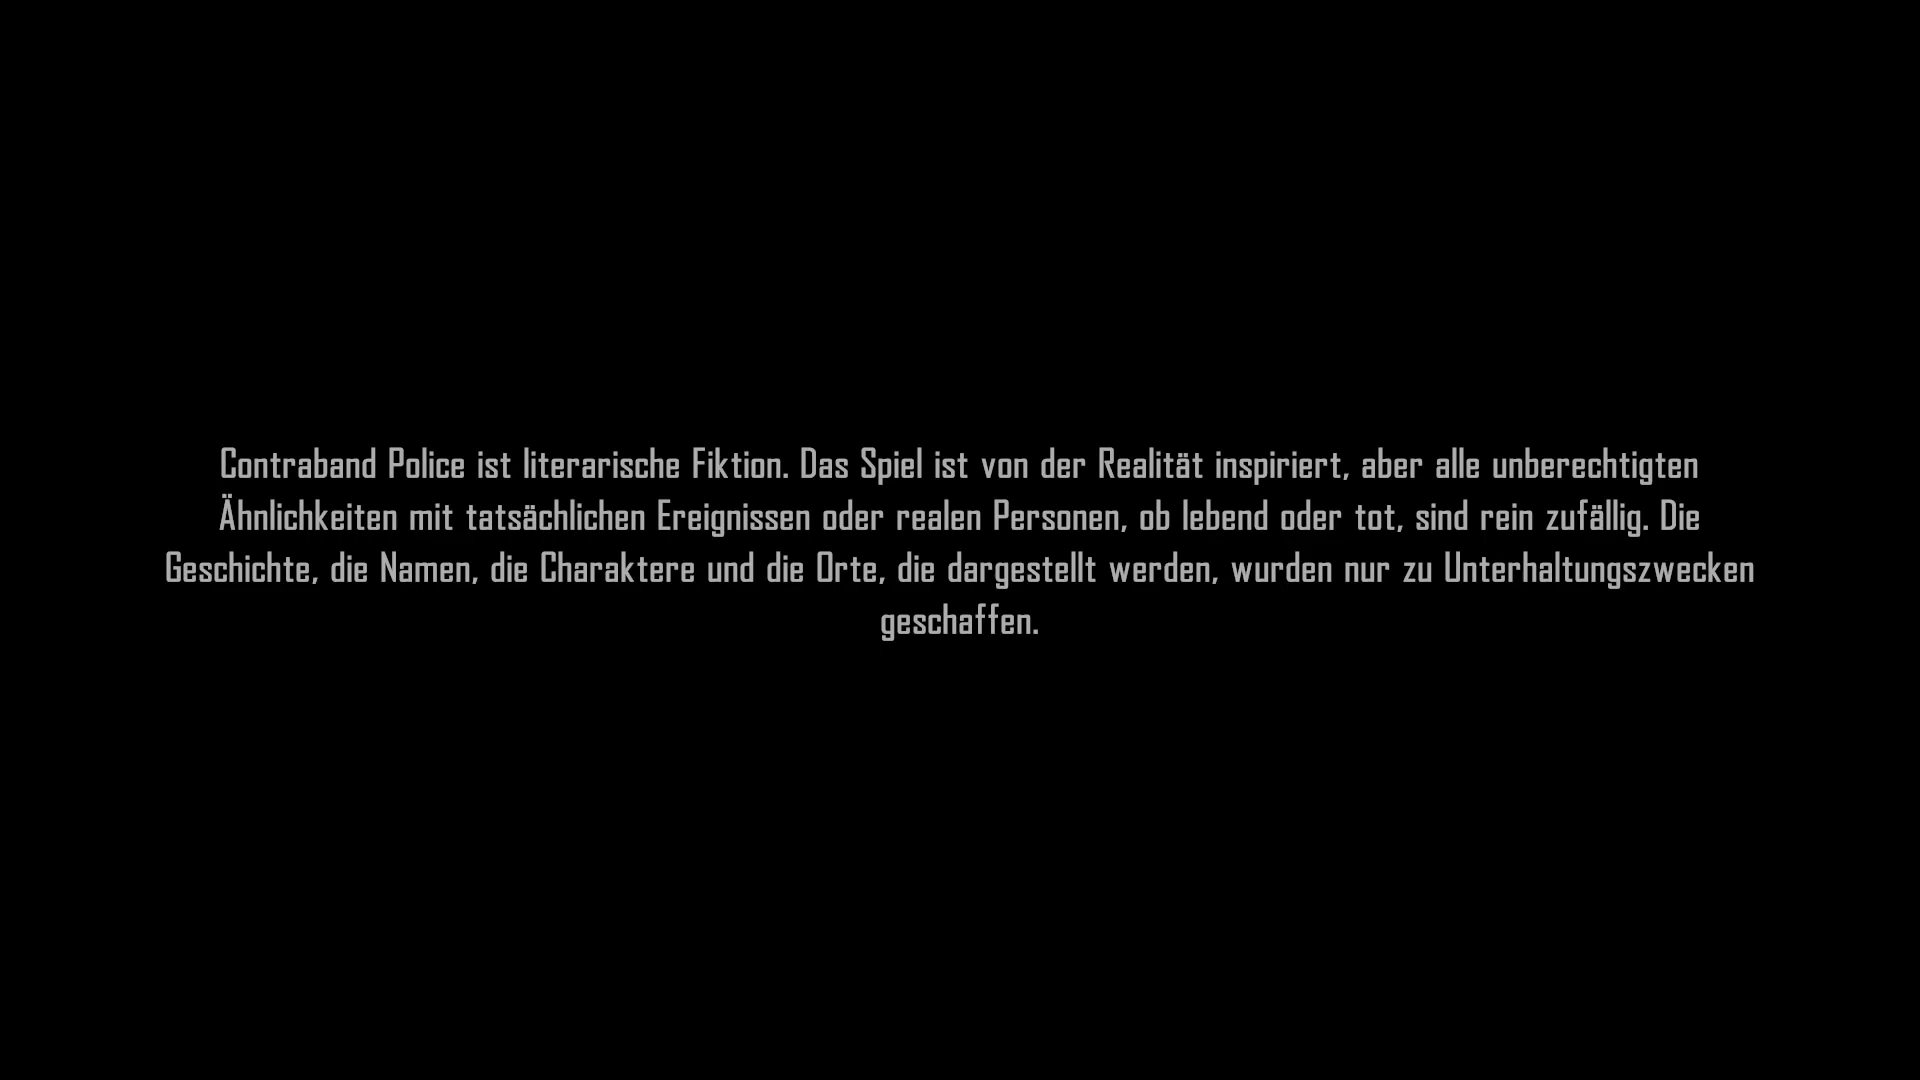 Contraband Police ist literarische Fiktion. Das Spiel ist von der Realität inspiriert, aber alle unberechtigten
Ähnlichkeiten mit tatsächlichen Ereignissen oder realen Personen, ob lebend oder tot, sind rein zufällig. Die
Geschichte, die Namen, die Charaktere und die Orte, die dargestellt werden, wurden nur zu Unterhaltungszwecken
geschaffen.